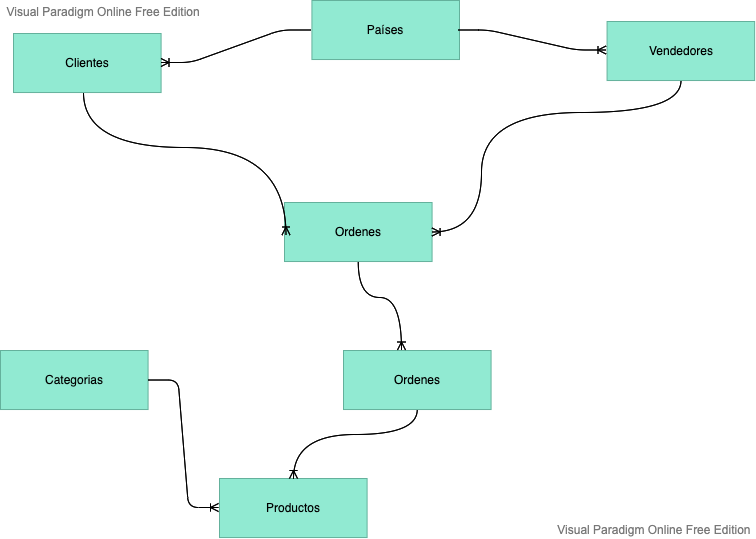 Visual Paradigm Online Free Edition
Países
Clientes
Vendedores
Ordenes
Categorias
Ordenes
Productos
Visual Paradigm Online Free Edition